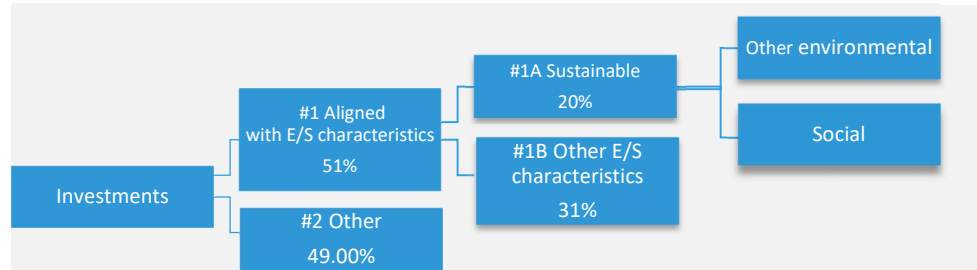 Investments
#1 Aligned
with E/S characteristics
51%
#2 Other
49.00%
#1A Sustainable
20%
#1B Other E/S
characteristics
31%
Other environmental
Social